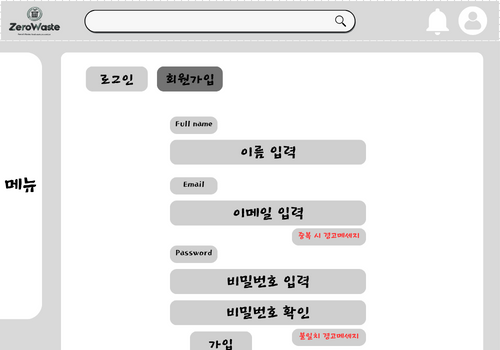 ZeroWaste
로그인
회원가입
메뉴
Full name
이름 입력
Email
이메일 입력
중복 시 경고메세지
Password
비밀번호 입력
비밀번호 확인
불일치 경고메세지
가입